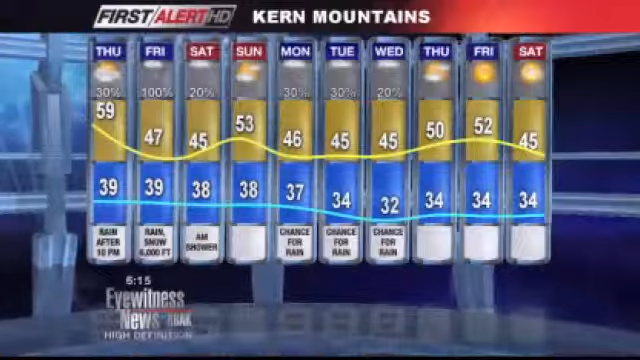 FIRST ALERT HD KERN MOUNTAINS
THU FRI SAT SUN MON TUE WED THU FRI SAT
30% 100% 20% 30% 30% 20%
59 47 45 53 46 45 45 50 52 45
39 39 38 38 37 34 32 34 34 34
RAIN AFTER 10 PM
RAIN, SNOW 6,000 FT
AM SHOWER
CHANCE FOR RAIN
CHANCE FOR RAIN
CHANCE FOR RAIN
6:15
Eyewitness
News
HIGH DEFINITION